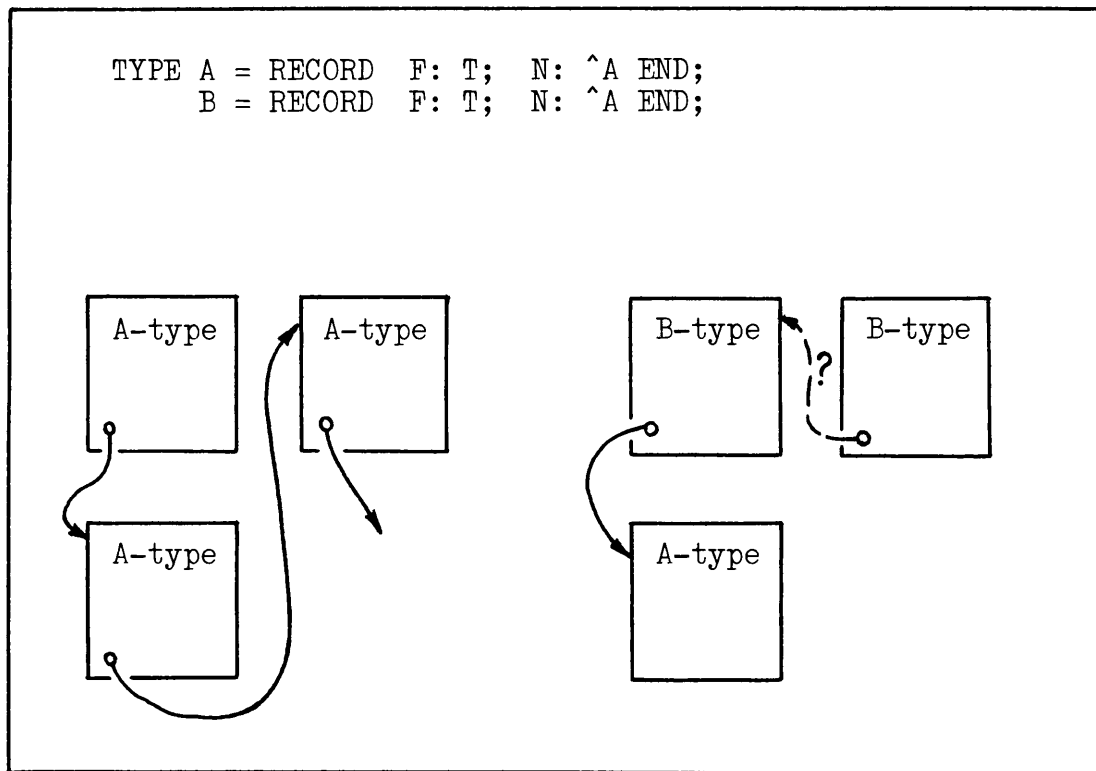 TYPE A = RECORD F: T; N: ^A END;
B = RECORD F: T; N: ^A END;
A-type A-type B-type B-type
?
A-type A-type